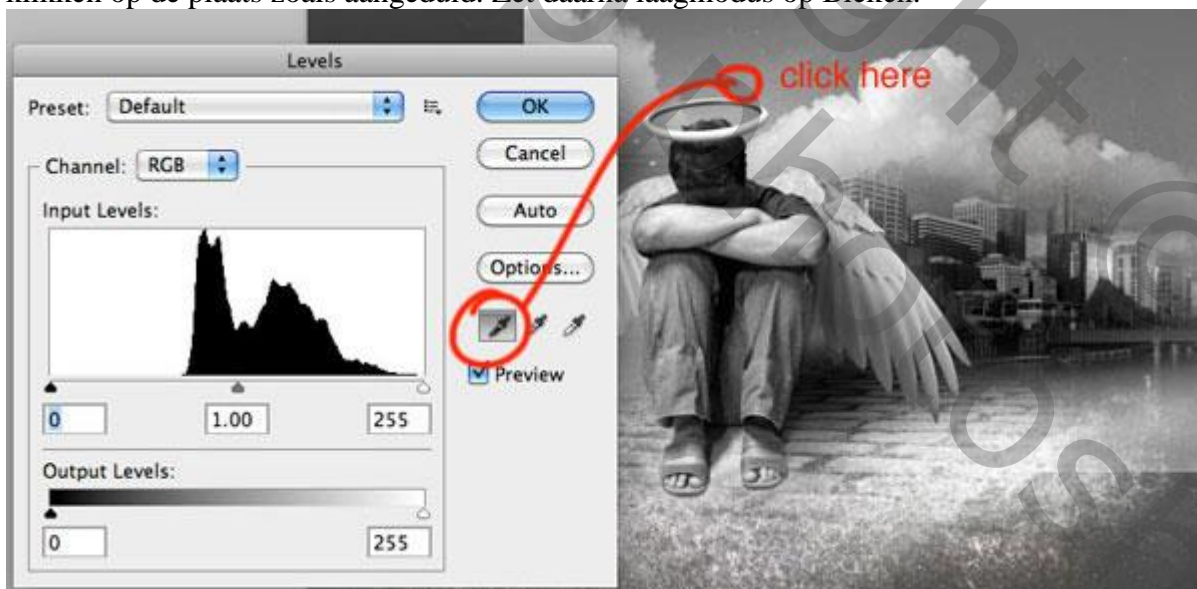 klikken op de plaats zoals aangeduid. Zet daarna laagmodus op Bleken.
Levels
click here
Preset: Default
OK
Channel: RGB
Cancel
Input Levels:
Auto
Options...
Preview
0 1.00 255
Output Levels:
0 255